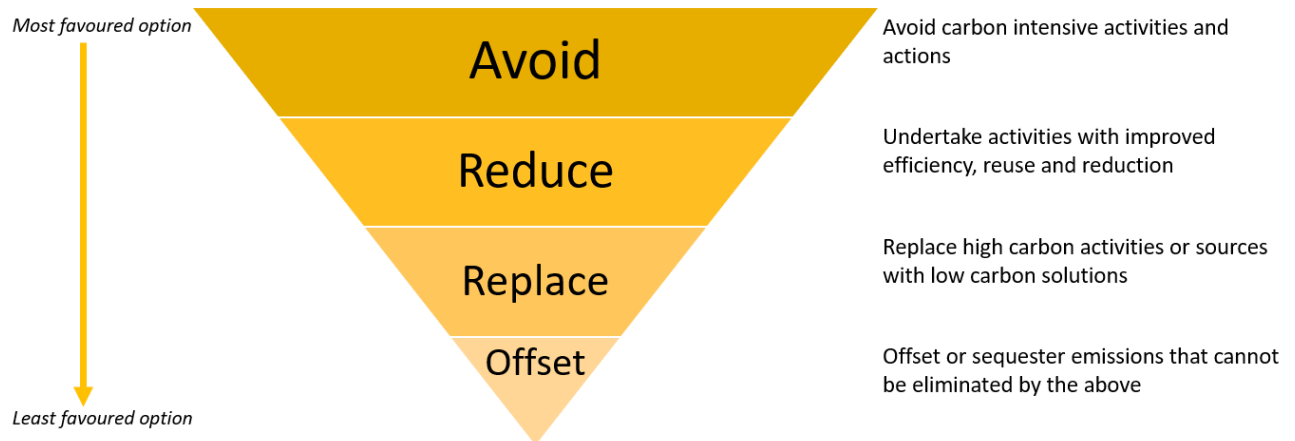 Most favoured option
Avoid
Avoid carbon intensive activities and
actions
Reduce
Undertake activities with improved
efficiency, reuse and reduction
Replace
Replace high carbon activities or sources
with low carbon solutions
Offset
Offset or sequester emissions that cannot
be eliminated by the above
Least favoured option